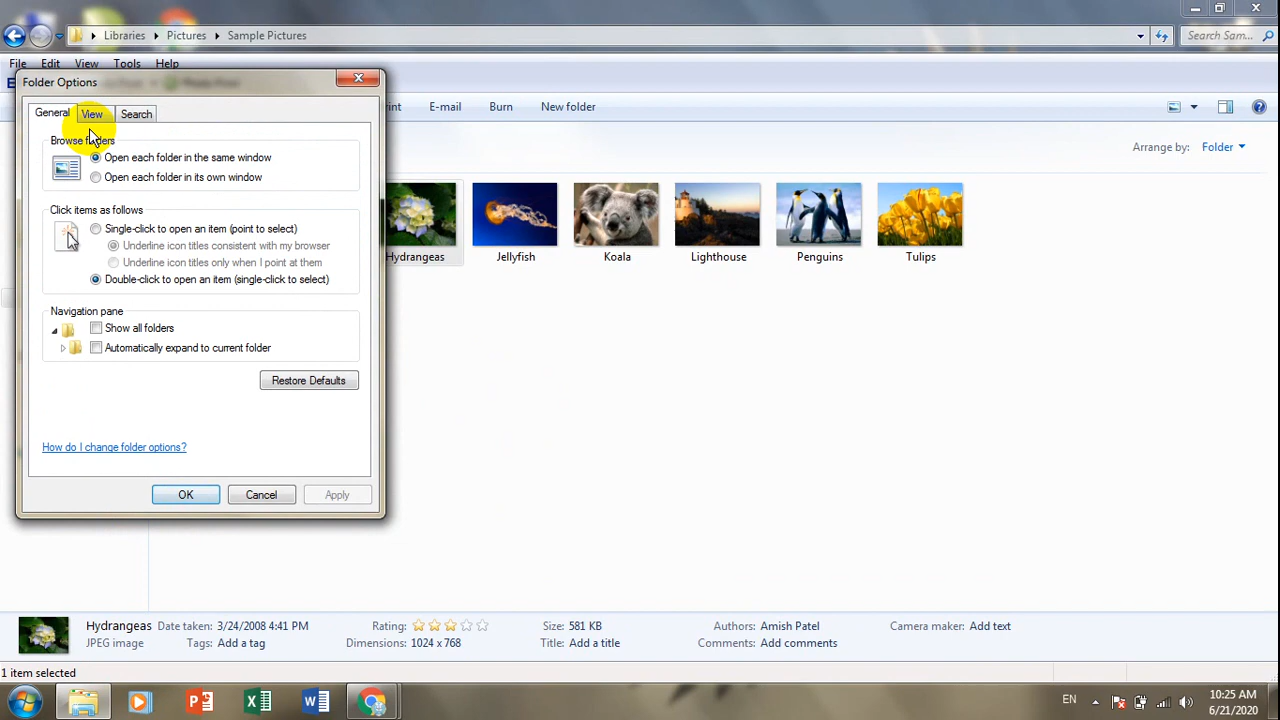 Libraries Pictures Sample Pictures Search Sam...
File Edit View Tools Help
Folder Options
E-mail Burn New folder
General View Search
Arrange by: Folder
Browse folders
Open each folder in the same window
Open each folder in its own window
Click items as follows
Single-click to open an item (point to select)
Underline icon titles consistent with my browser
Underline icon titles only when I point at them
Double-click to open an item (single-click to select)
Hydrangeas Jellyfish Koala Lighthouse Penguins Tulips
Navigation pane
Show all folders
Automatically expand to current folder
Restore Defaults
How do I change folder options?
OK Cancel Apply
Hydrangeas Date taken: 3/24/2008 4:41 PM Rating: Size: 581 KB Authors: Amish Patel Camera maker: Add text
JPEG image Tags: Add a tag Dimensions: 1024 x 768 Title: Add a title Comments: Add comments
1 item selected
EN 10:25 AM
6/21/2020